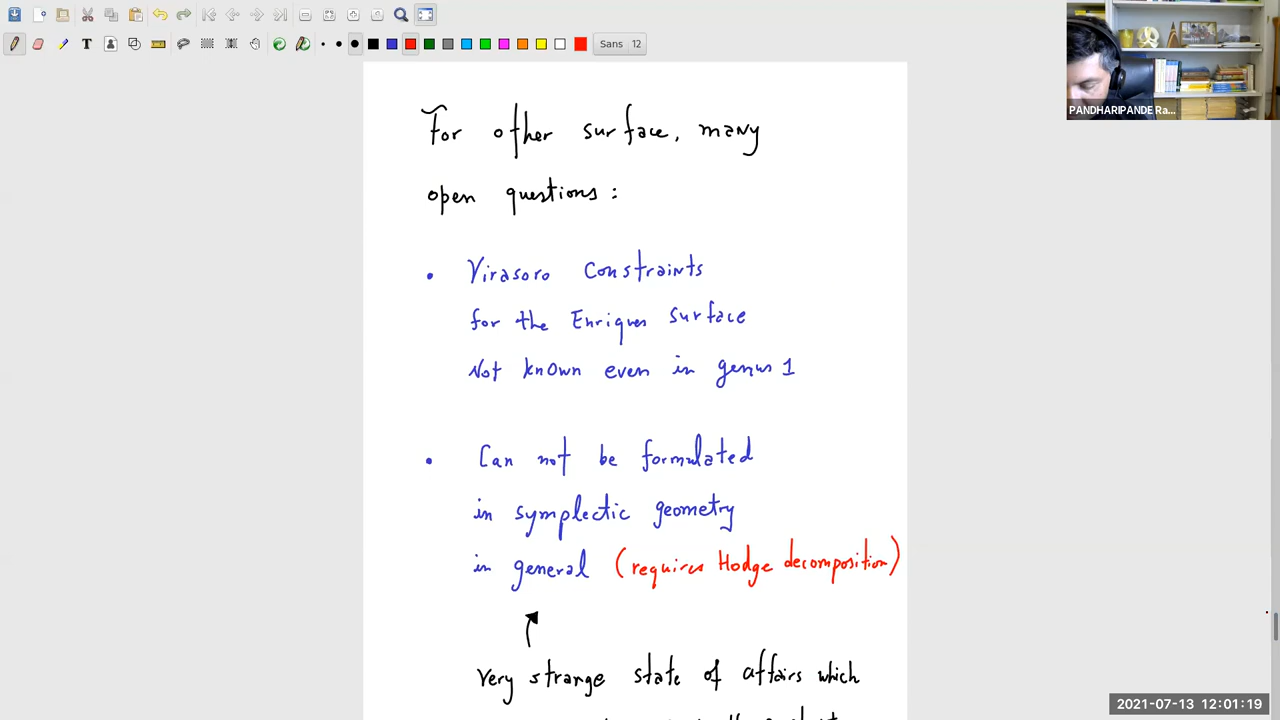 Sans 12
PANDHARIPANDE Ra...
For other surface, many
open questions:
• Virasoro Constraints
for the Enriques surface
Not known even in genus 1
• Can not be formulated
in symplectic geometry
in general (requires Hodge decomposition)
very strange state of affairs which
2021-07-13 12:01:19